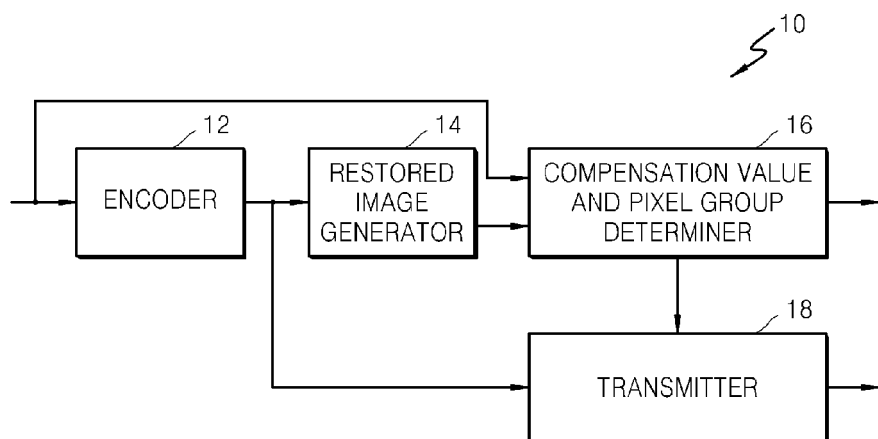 10
12
14
16
ENCODER
RESTORED
IMAGE
GENERATOR
COMPENSATION VALUE
AND PIXEL GROUP
DETERMINER
18
TRANSMITTER